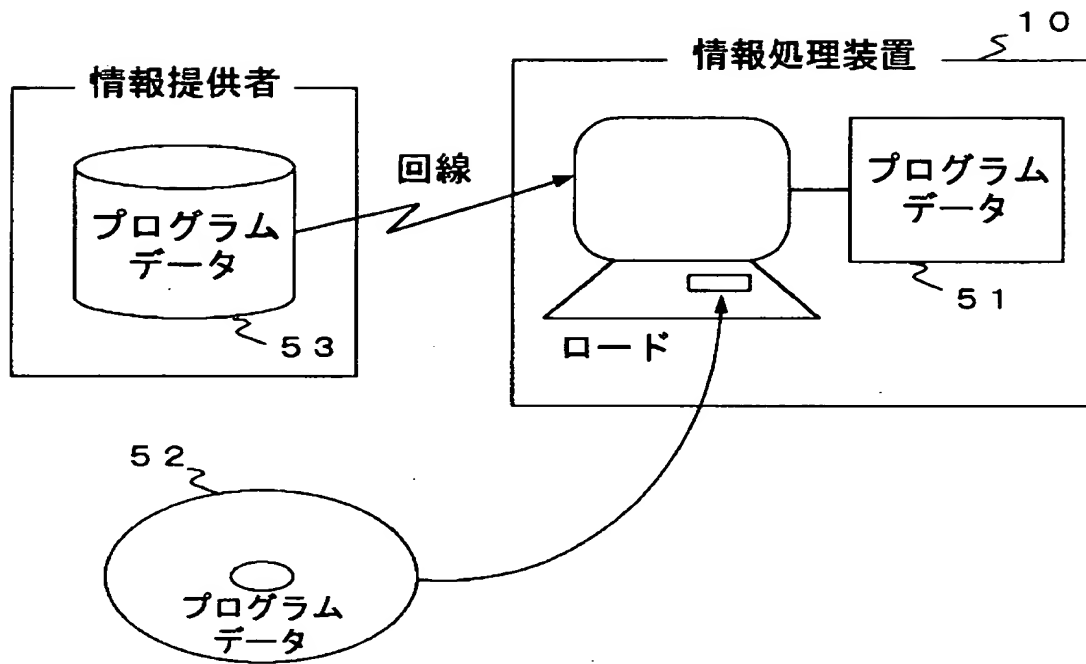 １０
情報提供者
情報処理装置
回線
プログラム
データ
５３
プログラム
データ
５１
ロード
５２
プログラム
データ